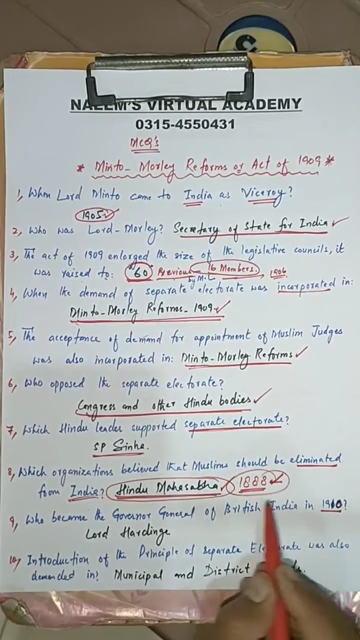 NAEEM'S VIRTUAL ACADEMY
0315-4550431
MCQ's
* Minto-Morley Reforms or Act of 1909 *
1, When Lord Minto came to India as Viceroy?
1905
2, Who was Lord-Morley? Secretary of State for India
3, The act of 1909 enlarged the size of the legislative councils, it
was raised to: 60 Previous 16 Members, 1906
by M.L
4, When the demand of separate electorate was incorporated in:
Minto-Morley Reforms-1909
5, The acceptance of demand for appointment of Muslim Judges
was also incorporated in: Minto-Morley Reforms
6, Who opposed the separate electorate?
Congress and other Hindu bodies
7, Which Hindu leader supported separate electorate?
SP Sinha
8, Which organizations believed that Muslims should be eliminated
from India? Hindu Mahasabha, 1888
9, Who became the Governor General of British India in 1910?
Lord Hardinge
10, Introduction of the Principle of separate was also
demanded in? Municipal and District